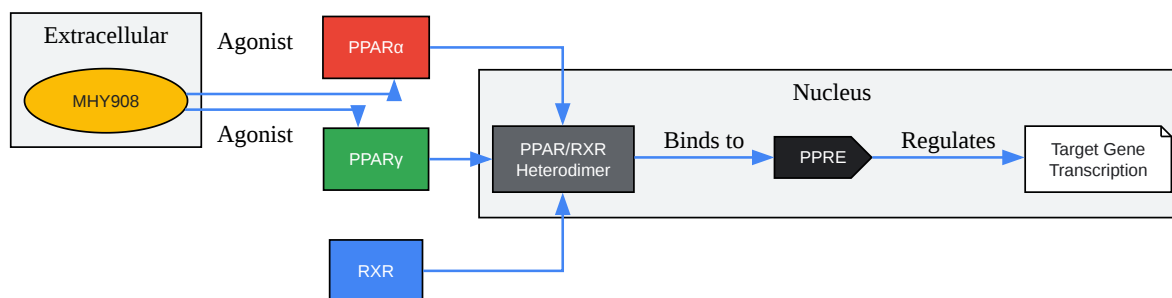 Extracellular
MHY908
Agonist
Agonist
PPARα
PPARγ
RXR
Nucleus
PPAR/RXR
Heterodimer
Binds to
PPRE
Regulates
Target Gene
Transcription